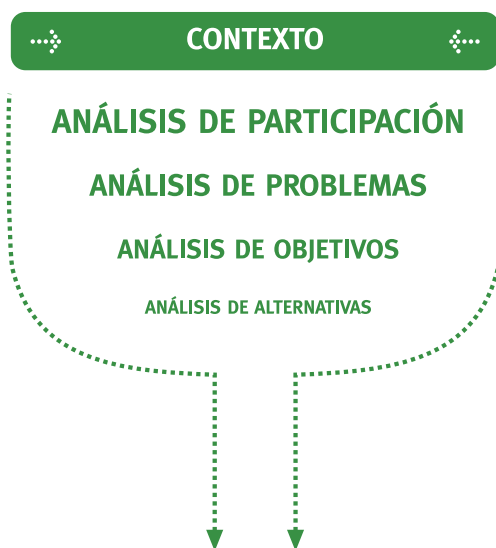 CONTEXTO
ANÁLISIS DE PARTICIPACIÓN
ANÁLISIS DE PROBLEMAS
ANÁLISIS DE OBJETIVOS
ANÁLISIS DE ALTERNATIVAS